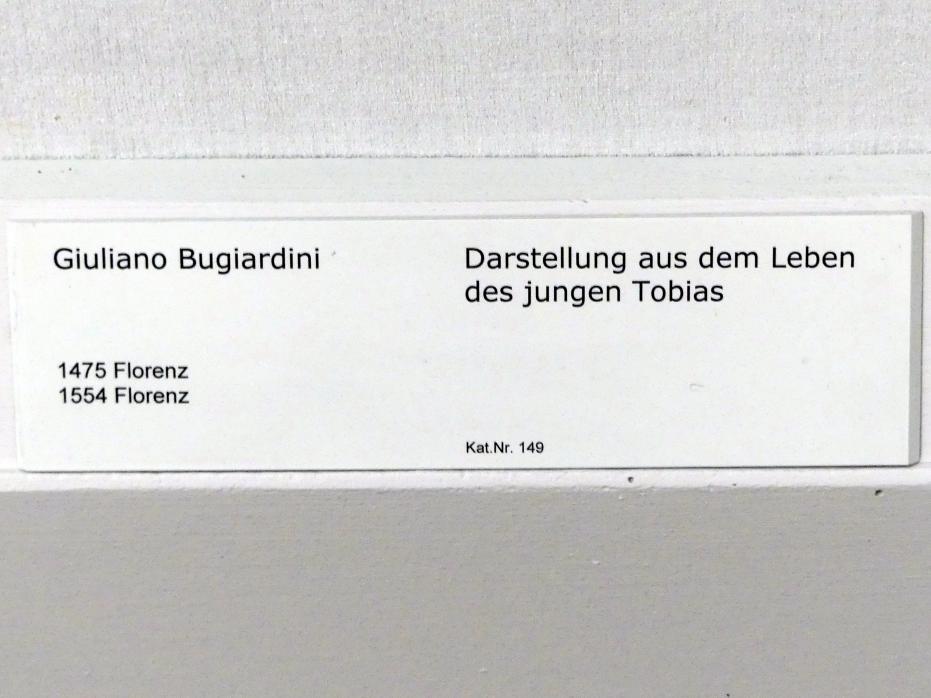 Giuliano Bugiardini
1475 Florenz
1554 Florenz
Darstellung aus dem Leben
des jungen Tobias
Kat.Nr. 149